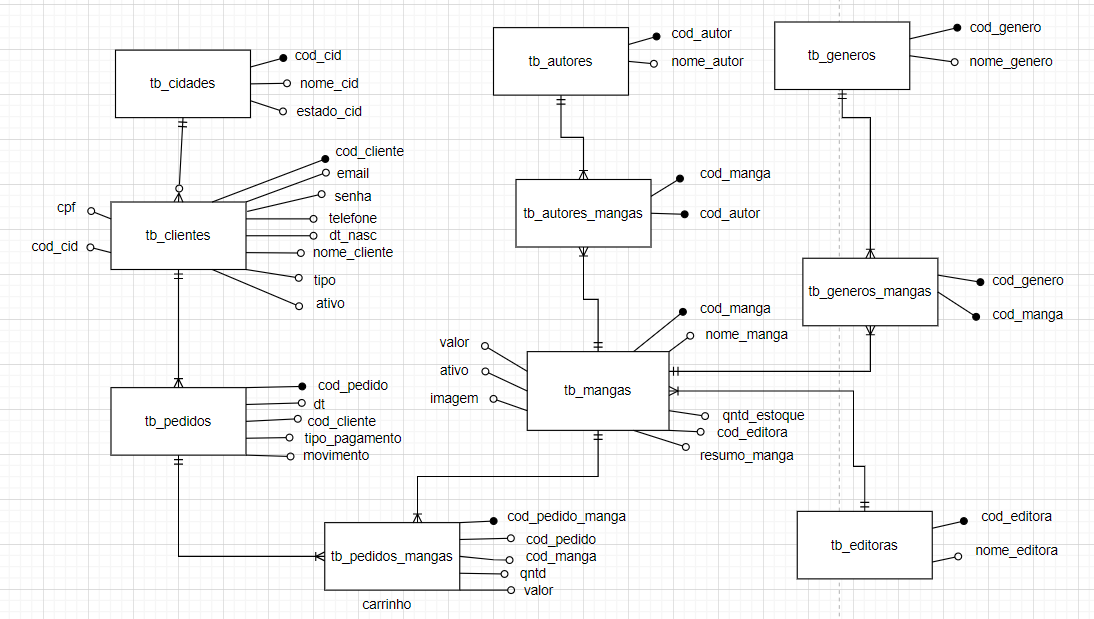 tb_cidades
cod_cid
nome_cid
estado_cid
tb_autores
cod_autor
nome_autor
tb_generos
cod_genero
nome_genero
tb_clientes
cod_cliente
email
senha
telefone
dt_nasc
nome_cliente
tipo
ativo
cpf
cod_cid
tb_autores_mangas
cod_manga
cod_autor
tb_generos_mangas
cod_genero
cod_manga
tb_mangas
cod_manga
nome_manga
valor
ativo
imagem
qntd_estoque
cod_editora
resumo_manga
tb_pedidos
cod_pedido
dt
cod_cliente
tipo_pagamento
movimento
tb_pedidos_mangas
cod_pedido_manga
cod_pedido
cod_manga
qntd
valor
carrinho
tb_editoras
cod_editora
nome_editora